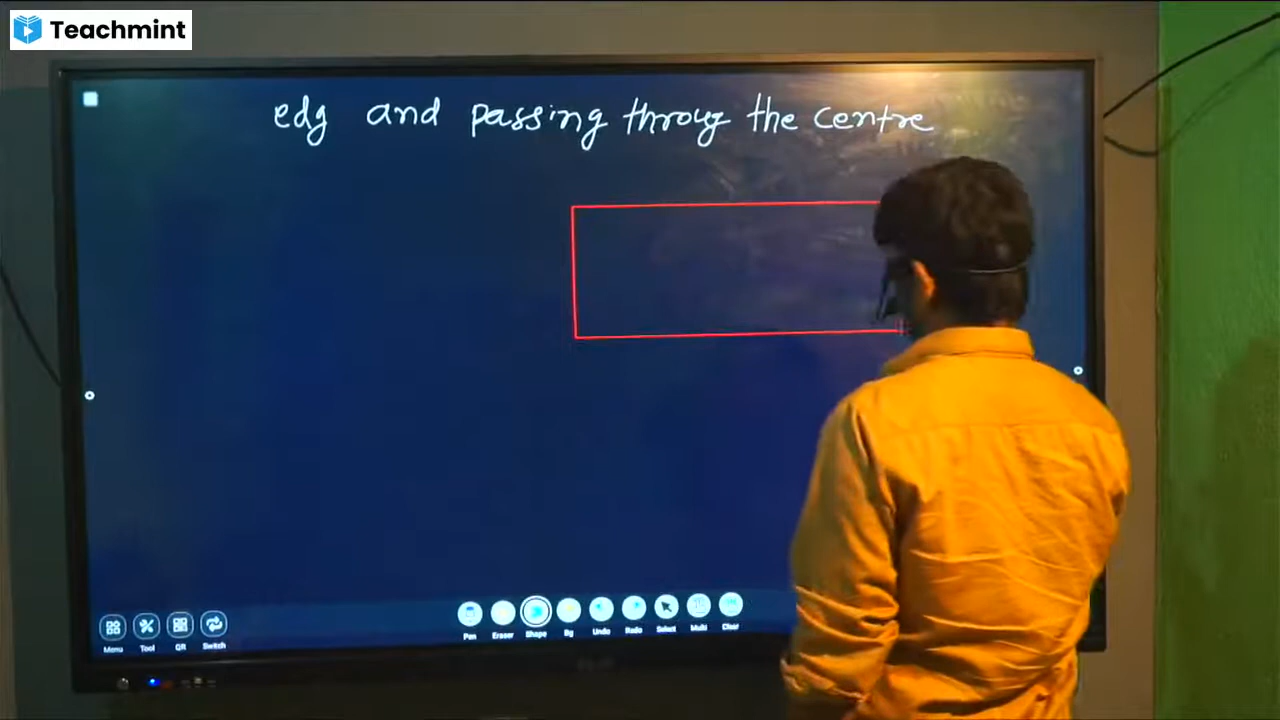 Teachmint
edg and passing throug the centre
Menu Tool QR Switch Pen Eraser Shape Bg Undo Redo Select Multi Clear